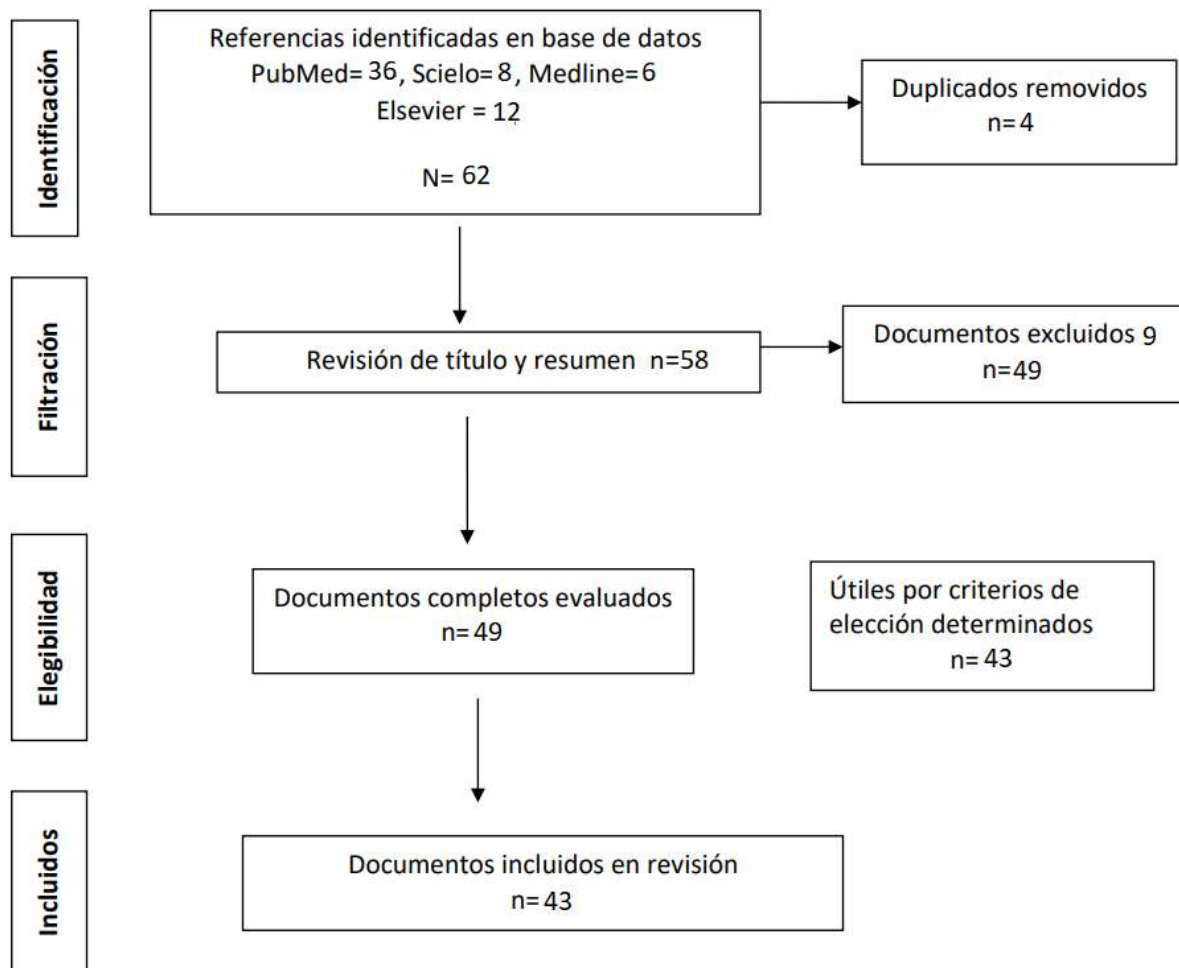 Identificación
Referencias identificadas en base de datos
PubMed= 36, Scielo= 8, Medline= 6
Elsevier = 12
N= 62
Duplicados removidos
n= 4
Filtración
Revisión de título y resumen n=58
Documentos excluidos 9
n=49
Elegibilidad
Documentos completos evaluados
n= 49
Útiles por criterios de
elección determinados
n= 43
Incluidos
Documentos incluidos en revisión
n= 43